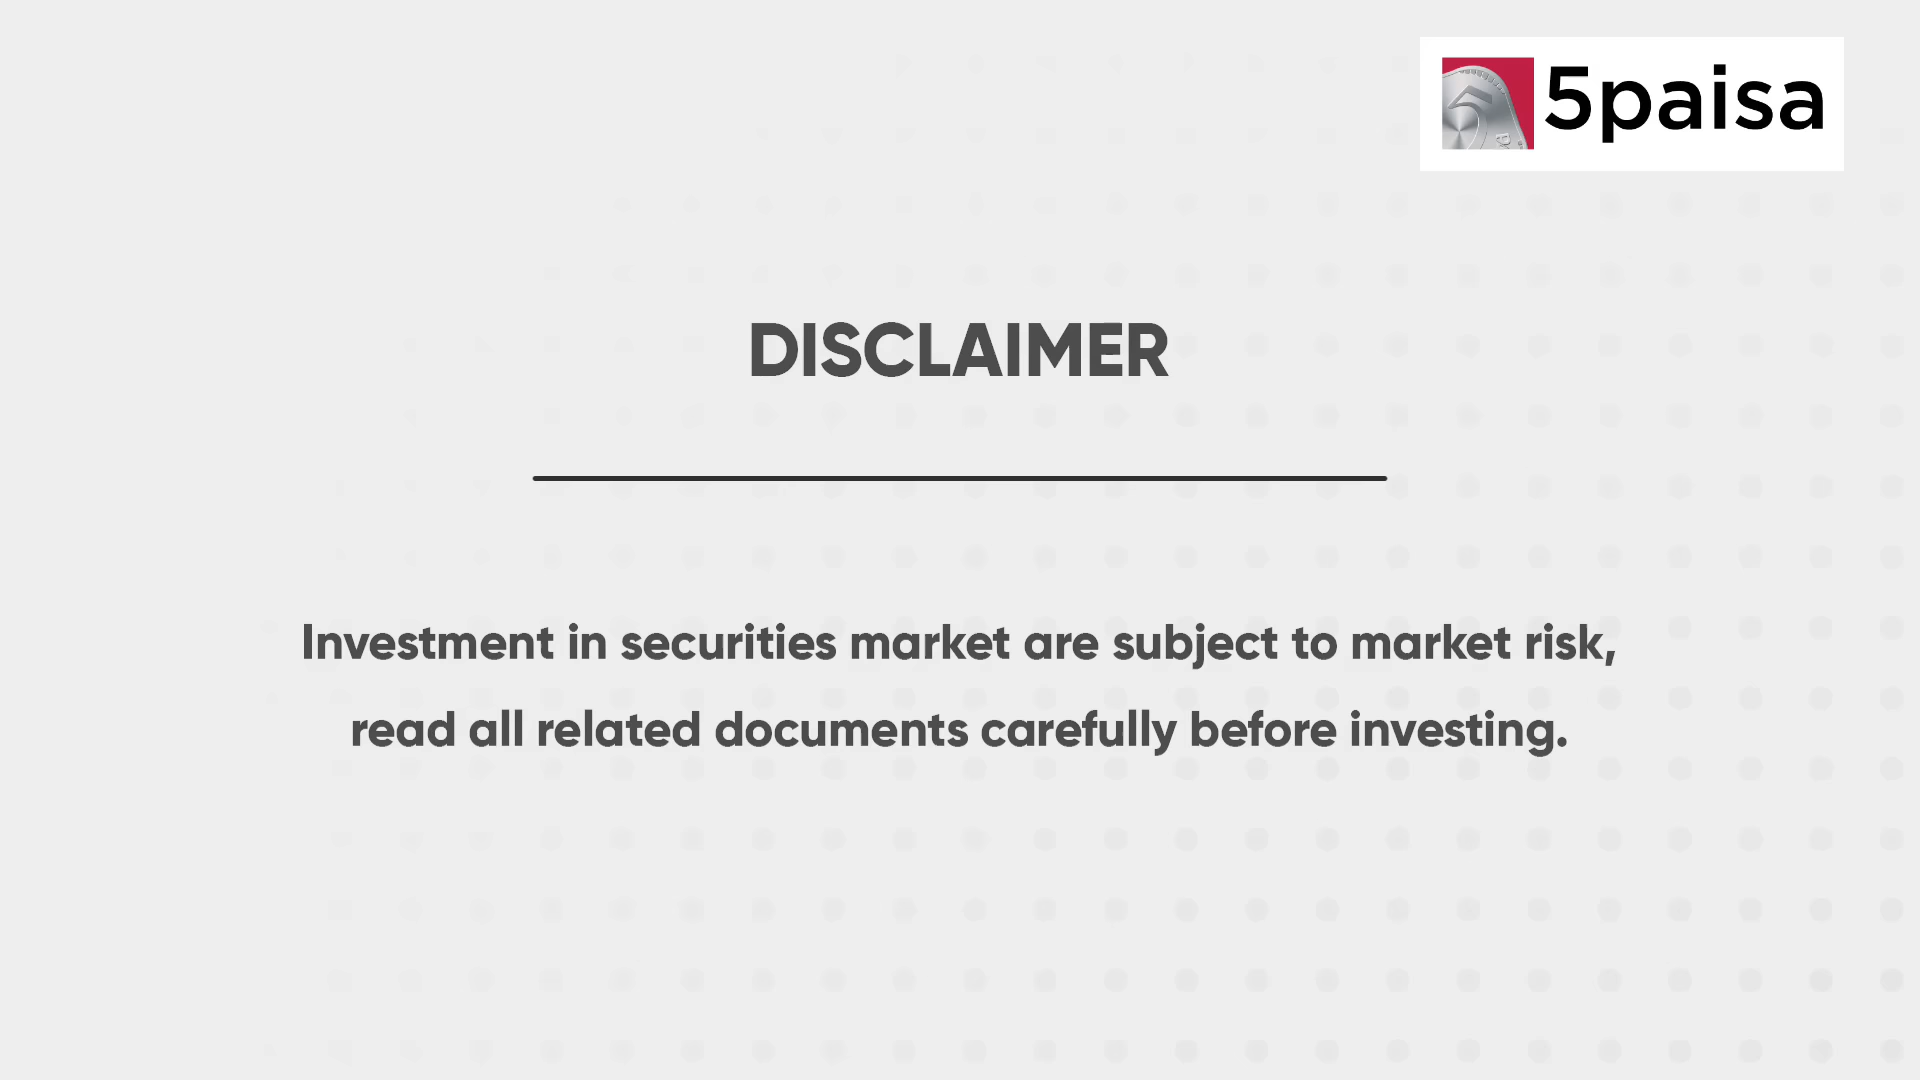 5paisa
DISCLAIMER
Investment in securities market are subject to market risk,
read all related documents carefully before investing.